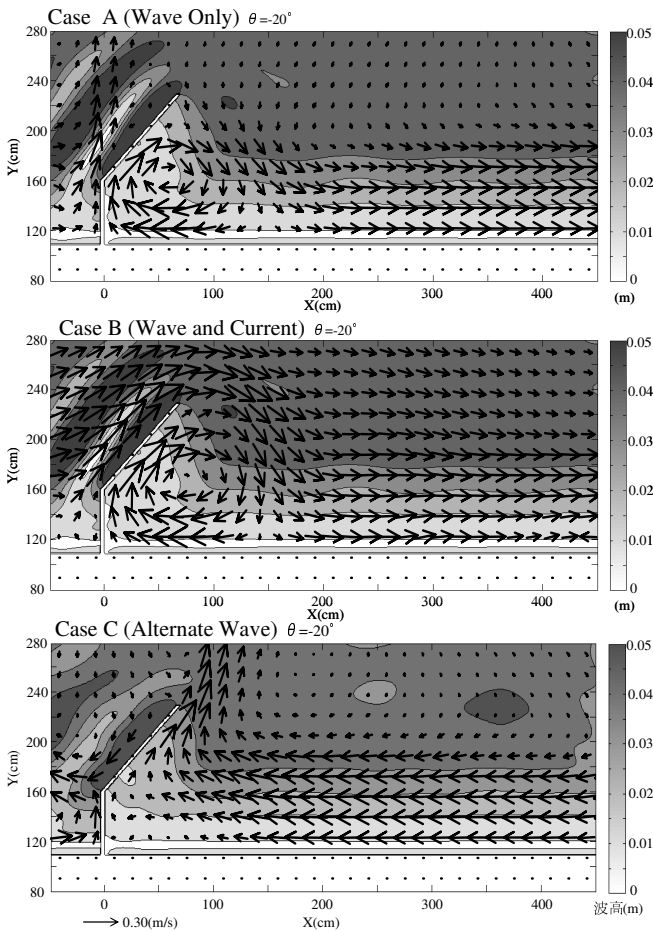 Case A (Wave Only) θ=-20°
280
240
200
160
120
80
Y(cm)
0 100 200 300 400
X(cm)
0.05
0.04
0.03
0.02
0.01
0
(m)
Case B (Wave and Current) θ=-20°
280
240
200
160
120
80
Y(cm)
0 100 200 300 400
X(cm)
0.05
0.04
0.03
0.02
0.01
0
(m)
Case C (Alternate Wave) θ=-20°
280
240
200
160
120
80
Y(cm)
0 100 200 300 400
0.30(m/s) X(cm)
0.05
0.04
0.03
0.02
0.01
0
波高(m)